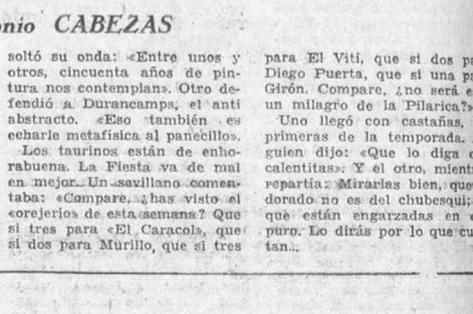 onio CABEZAS
soltó su onda: «Entre unos y
otros, cincuenta años de pin-
tura nos contemplan». Otro de-
fendió a Durancamps, el anti
abstracto. «Eso también es
echarle metafísica al panecillo».
Los taurinos están de enho-
rabuena. La Fiesta va de mal
en mejor. Un sevillano comen-
taba: «Compare, ¿has visto el
«orejerío» de esta semana? Que
si tres para «El Caracol», que
si dos para Murillo, que si tres
para El Viti, que si dos pa
Diego Puerta, que si una pa
Girón. Compare, ¿no será e
un milagro de la Pilarica?»
Uno llegó con castañas,
primeras de la temporada.
guien dijo: «Que lo diga
calentitas». Y el otro, mient
repartía: Mirarlas bien, que
dorado no es del chubesqui;
que están engarzadas en
puro. Lo dirás por lo que cu
tan...